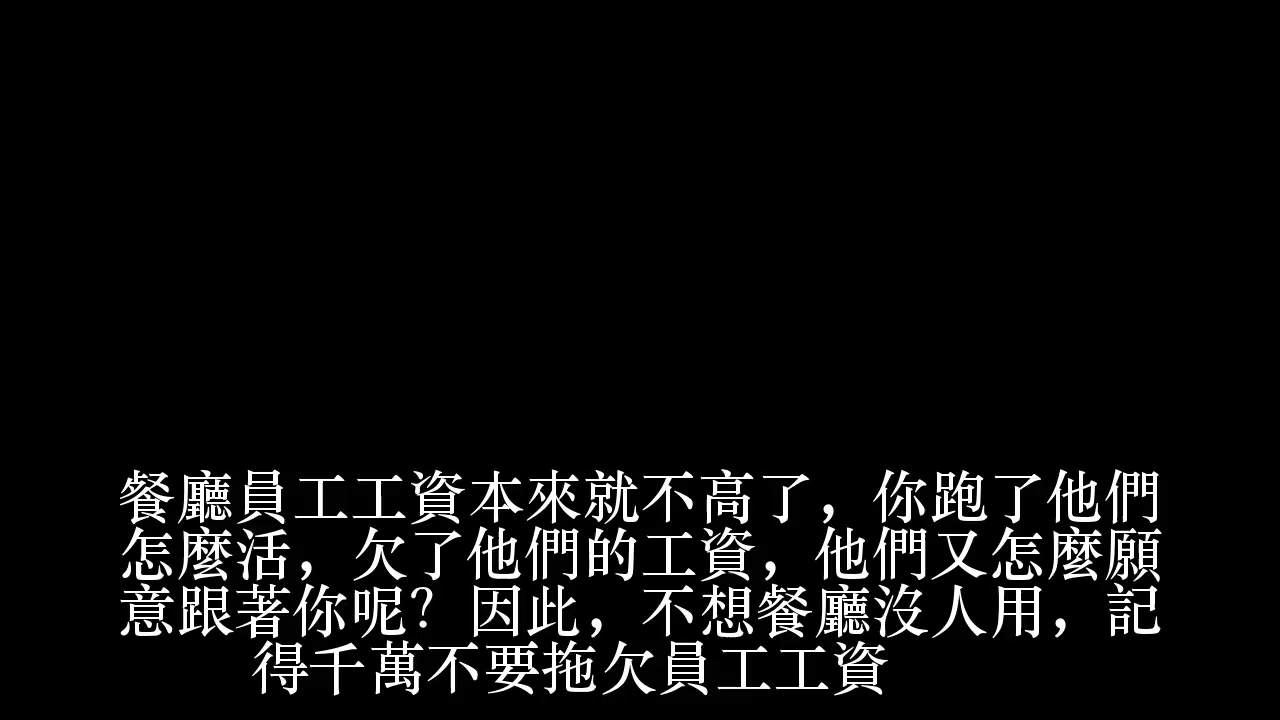 餐廳員工工資本來就不高了，你跑了他們
怎麼活，欠了他們的工資，他們又怎麼願
意跟著你呢？因此，不想餐廳沒人用，記
得千萬不要拖欠員工工資